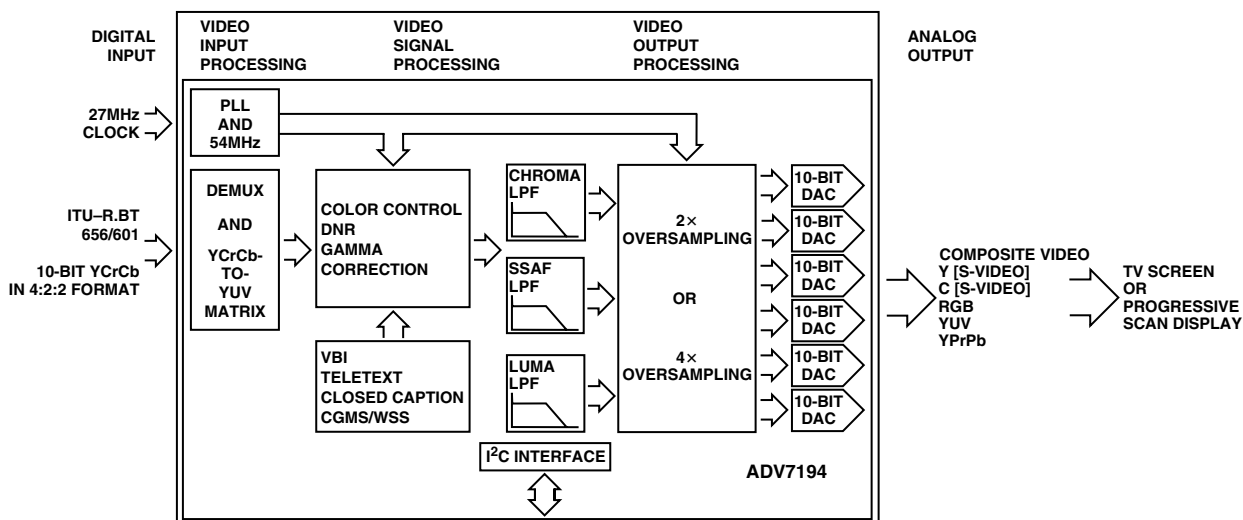 DIGITAL
INPUT
VIDEO
INPUT
PROCESSING
VIDEO
SIGNAL
PROCESSING
VIDEO
OUTPUT
PROCESSING
ANALOG
OUTPUT
27MHz
CLOCK
PLL
AND
54MHz
ITU–R.BT
656/601
10-BIT YCrCb
IN 4:2:2 FORMAT
DEMUX
AND
YCrCb-
TO-
YUV
MATRIX
COLOR CONTROL
DNR
GAMMA
CORRECTION
VBI
TELETEXT
CLOSED CAPTION
CGMS/WSS
CHROMA
LPF
SSAF
LPF
LUMA
LPF
I²C INTERFACE
2×
OVERSAMPLING
OR
4×
OVERSAMPLING
10-BIT
DAC
10-BIT
DAC
10-BIT
DAC
10-BIT
DAC
10-BIT
DAC
10-BIT
DAC
ADV7194
COMPOSITE VIDEO
Y [S-VIDEO]
C [S-VIDEO]
RGB
YUV
YPrPb
TV SCREEN
OR
PROGRESSIVE
SCAN DISPLAY